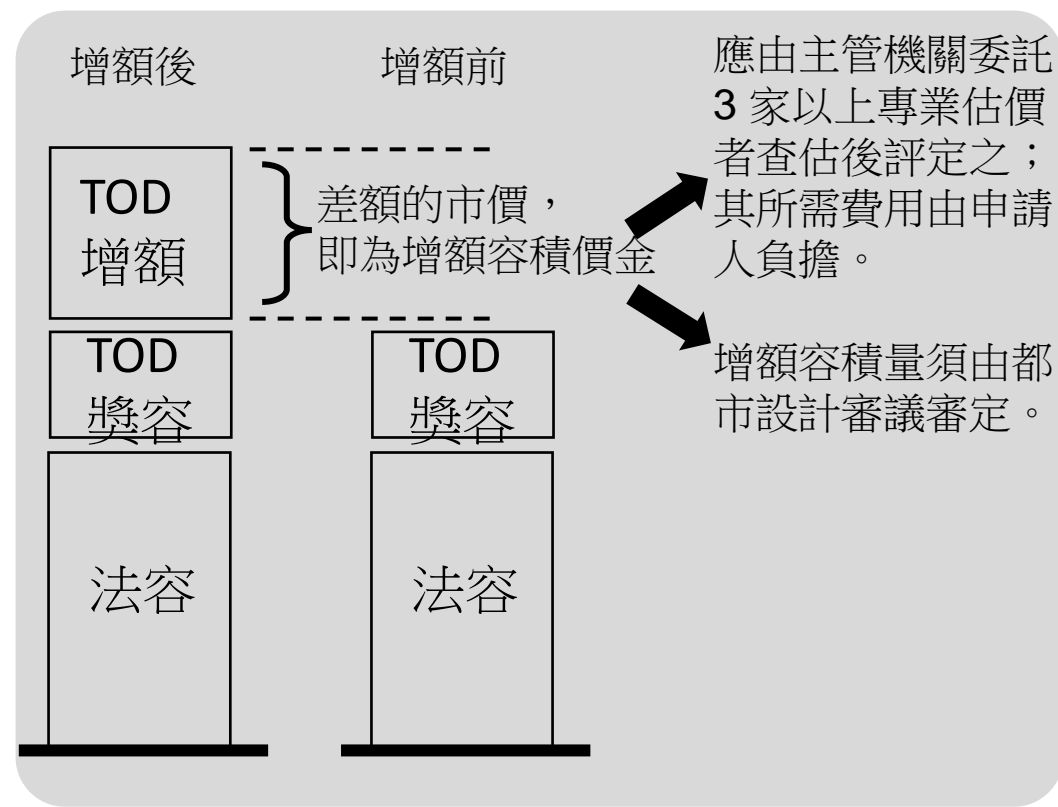 增額後
增額前
TOD
增額
差額的市價，
即為增額容積價金
應由主管機關委託
3 家以上專業估價
者查估後評定之；
其所需費用由申請
人負擔。
增額容積量須由都
市設計審議審定。
TOD
獎容
TOD
獎容
法容
法容